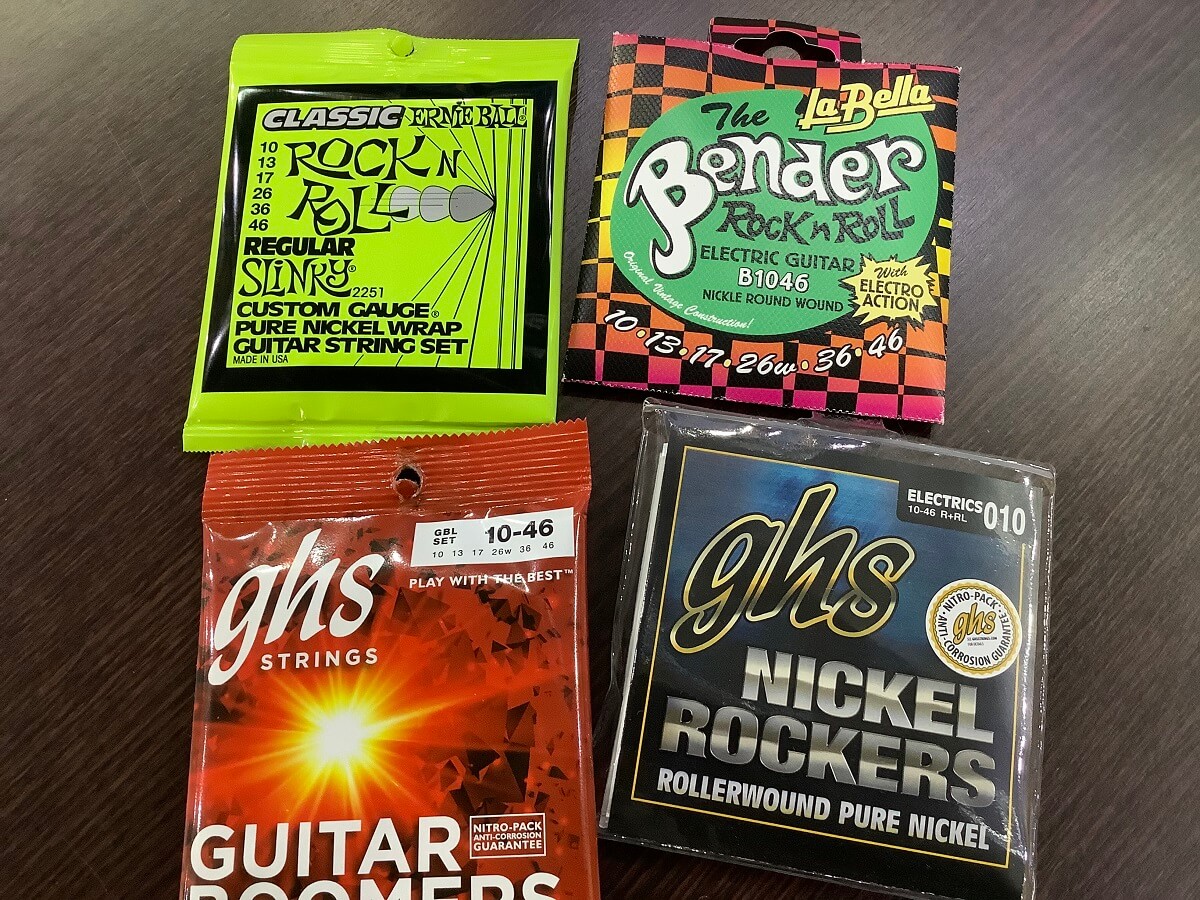 CLASSIC ERNIE BALL®
10
13
17
26
36
46
ROCK N
ROLL
REGULAR
SLINKY®
2251
CUSTOM GAUGE®
PURE NICKEL WRAP
GUITAR STRING SET
MADE IN USA
La Bella
The
Bender
ROCK n ROLL
ELECTRIC GUITAR
B1046
NICKLE ROUND WOUND
Original Vintage Construction!
With
ELECTRO
ACTION
10·13·17·26w·36·46
GBL
SET
10-46
10 13 17 26w 36 46
PLAY WITH THE BEST™
ghs
STRINGS
GUITAR
BOOMERS
NITRO-PACK
ANTI-CORROSION
GUARANTEE
ELECTRICS 010
10-46 R+RL
ghs
NITRO-PACK
ghs
ANTI-CORROSION GUARANTEE
NICKEL
ROCKERS
ROLLERWOUND PURE NICKEL